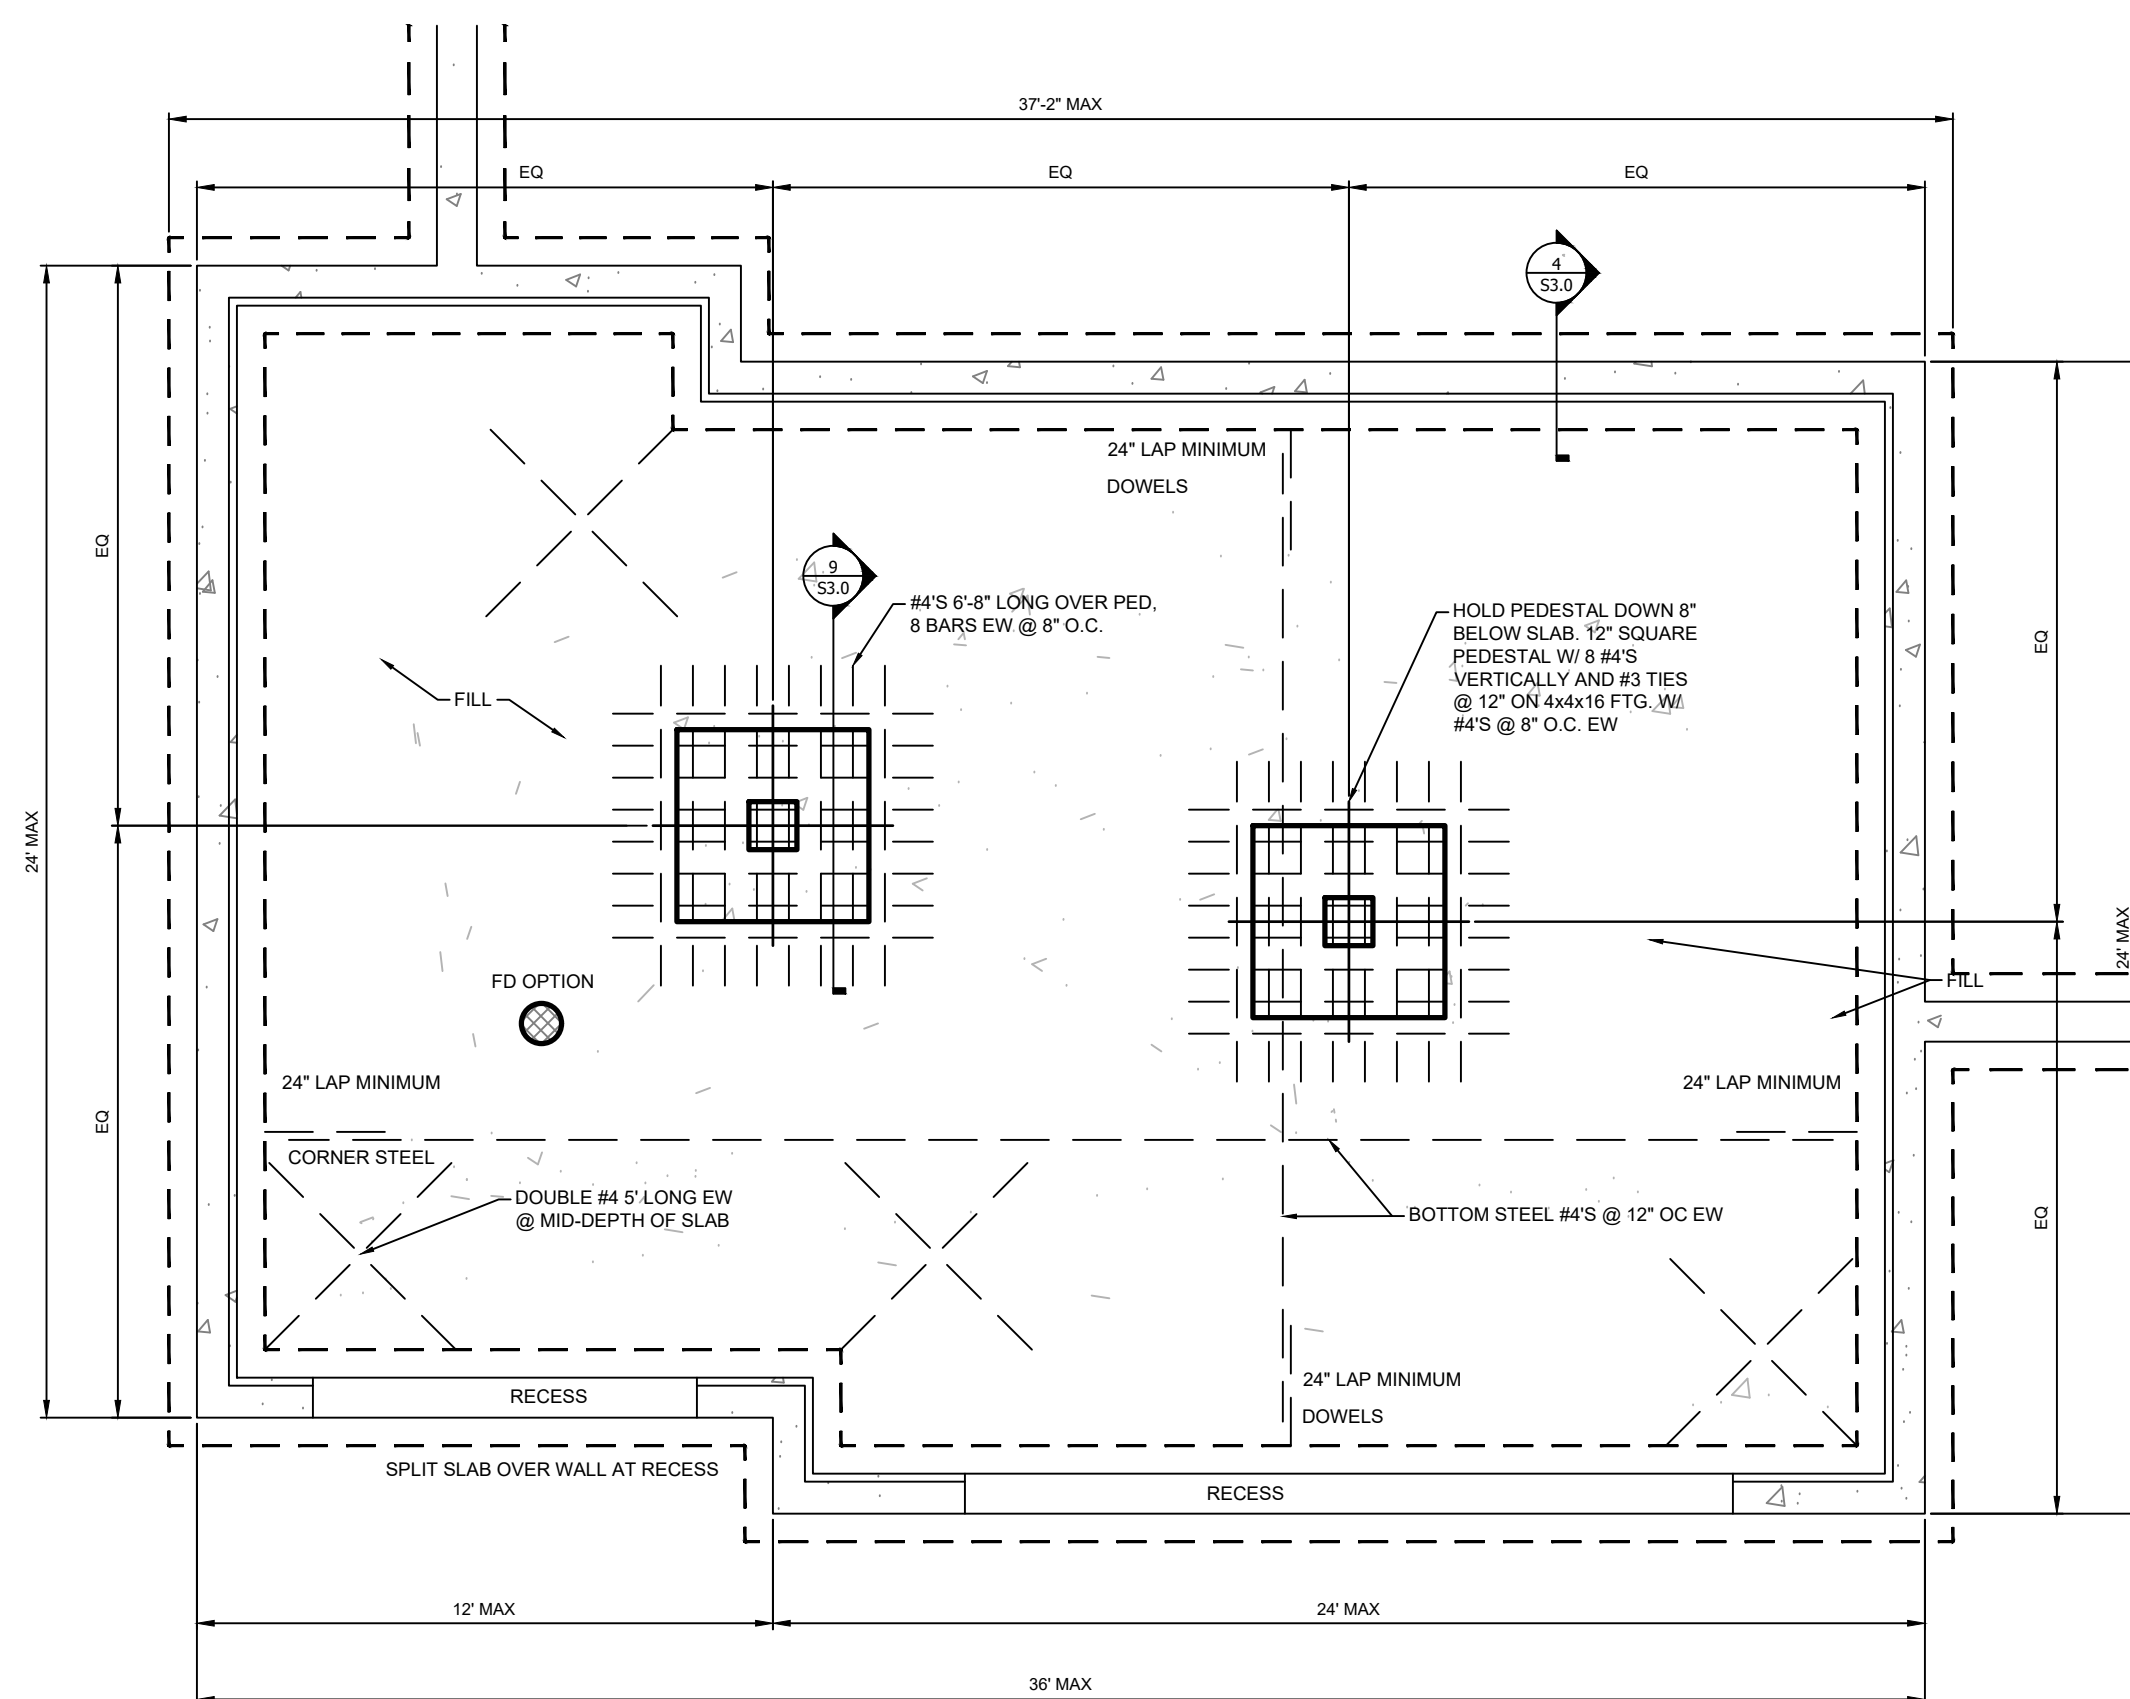 37'-2" MAX
EQ
EQ
EQ
4
S3.0
24" LAP MINIMUM
DOWELS
EQ
9
S3.0
#4'S 6'-8" LONG OVER PED,
8 BARS EW @ 8" O.C.
HOLD PEDESTAL DOWN 8"
BELOW SLAB. 12" SQUARE
PEDESTAL W/ 8 #4'S
VERTICALLY AND #3 TIES
@ 12" ON 4x4x16 FTG. W/
#4'S @ 8" O.C. EW
EQ
FILL
24' MAX
24' MAX
FD OPTION
FILL
24" LAP MINIMUM
24" LAP MINIMUM
EQ
CORNER STEEL
DOUBLE #4 5' LONG EW
@ MID-DEPTH OF SLAB
BOTTOM STEEL #4'S @ 12" OC EW
EQ
RECESS
24" LAP MINIMUM
DOWELS
SPLIT SLAB OVER WALL AT RECESS
RECESS
12' MAX
24' MAX
36' MAX